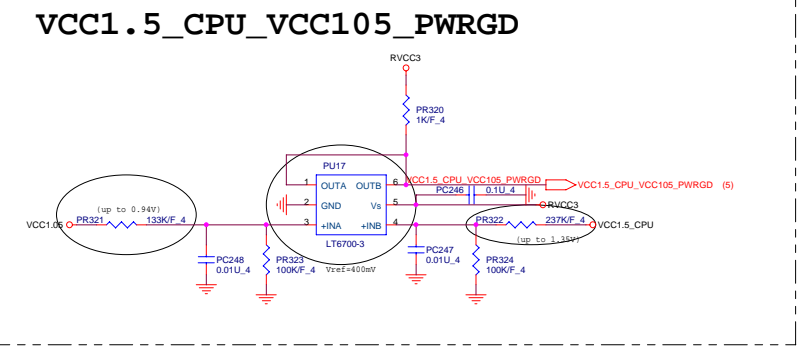 VCC1.5_CPU_VCC105_PWRGD
RVCC3
PR320
1K/F_4
PU17
1 OUTA OUTB 6
VCC1.5_CPU_VCC105_PWRGD
VCC1.5_CPU_VCC105_PWRGD (5)
PC246 0.1U_4
2 GND Vs 5
RVCC3
(up to 0.94V)
VCC1.05 PR321 133K/F_4
3 +INA +INB 4
PR322 237K/F_4 VCC1.5_CPU
(up to 1.35V)
LT6700-3
Vref=400mV
PC248
0.01U_4
PR323
100K/F_4
PC247
0.01U_4
PR324
100K/F_4